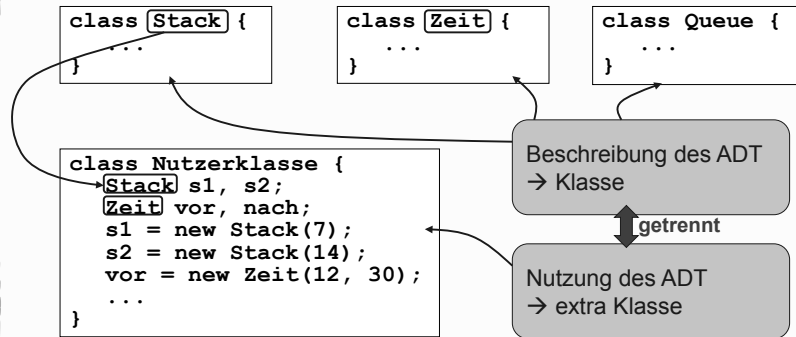 class Stack {
...
}
class Zeit {
...
}
class Queue {
...
}
class Nutzerklasse {
Stack s1, s2;
Zeit vor, nach;
s1 = new Stack(7);
s2 = new Stack(14);
vor = new Zeit(12, 30);
...
}
Beschreibung des ADT
→ Klasse
getrennt
Nutzung des ADT
→ extra Klasse